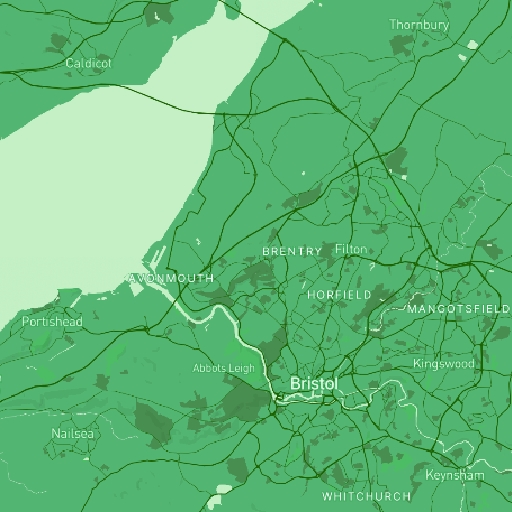 Thornbury
Caldicot
BRENTRY
Filton
AVONMOUTH
HORFIELD
MANGOTSFIELD
Portishead
Abbots Leigh
Kingswood
Bristol
Nailsea
Keynsham
WHITCHURCH